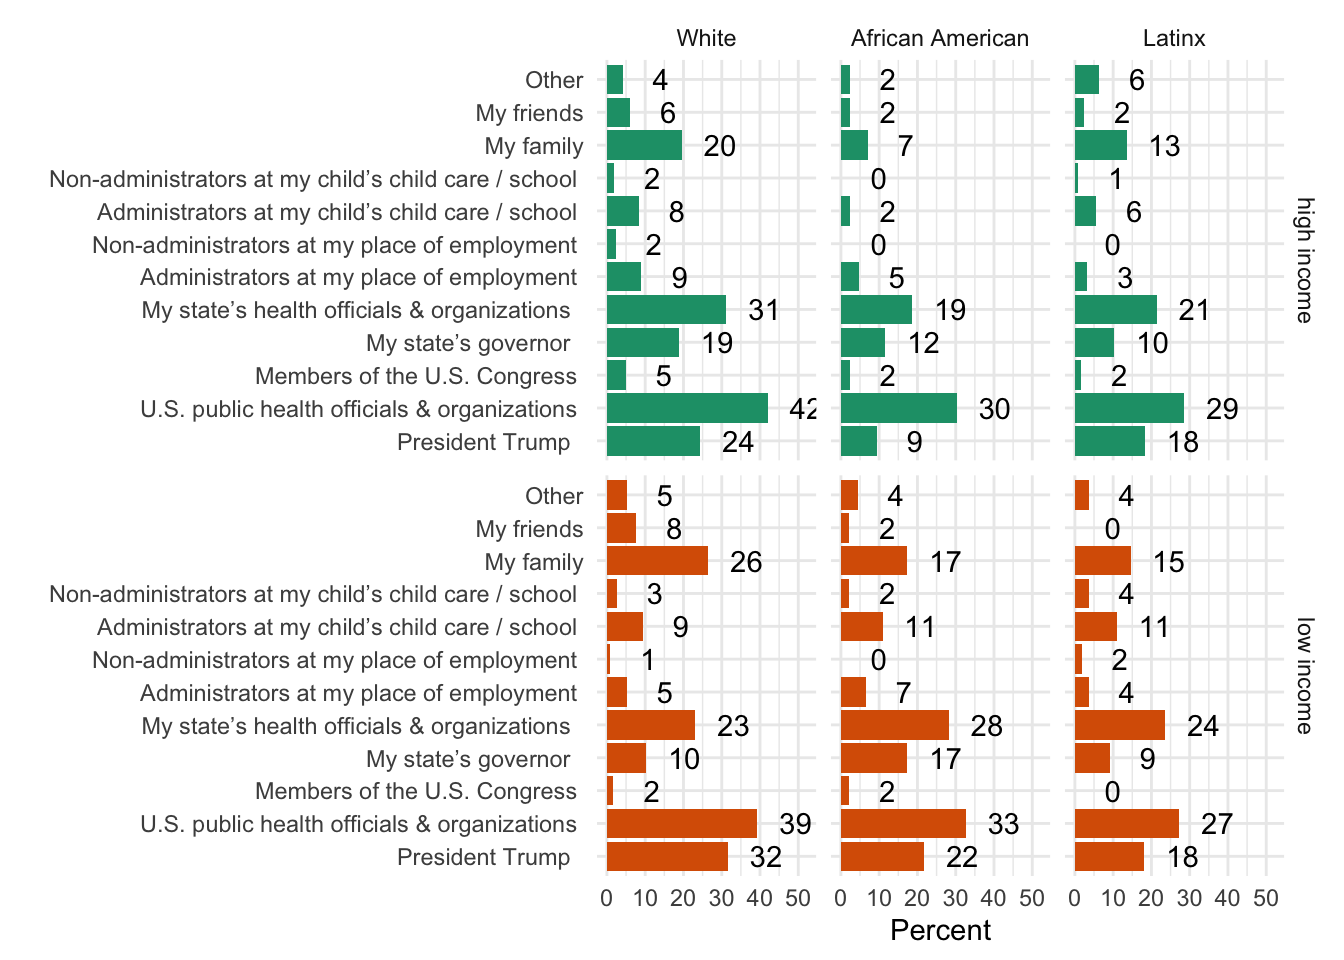 White African American Latinx
Other 4 2 6
My friends 6 2 2
My family 20 7 13
Non-administrators at my child’s child care / school 2 0 1
Administrators at my child’s child care / school 8 2 6
Non-administrators at my place of employment 2 0 0
Administrators at my place of employment 9 5 3
My state’s health officials & organizations 31 19 21
My state’s governor 19 12 10
Members of the U.S. Congress 5 2 2
U.S. public health officials & organizations 42 30 29
President Trump 24 9 18
high income
Other 5 4 4
My friends 8 2 0
My family 26 17 15
Non-administrators at my child’s child care / school 3 2 4
Administrators at my child’s child care / school 9 11 11
Non-administrators at my place of employment 1 0 2
Administrators at my place of employment 5 7 4
My state’s health officials & organizations 23 28 24
My state’s governor 10 17 9
Members of the U.S. Congress 2 2 0
U.S. public health officials & organizations 39 33 27
President Trump 32 22 18
low income
0 10 20 30 40 50 0 10 20 30 40 50 0 10 20 30 40 50
Percent